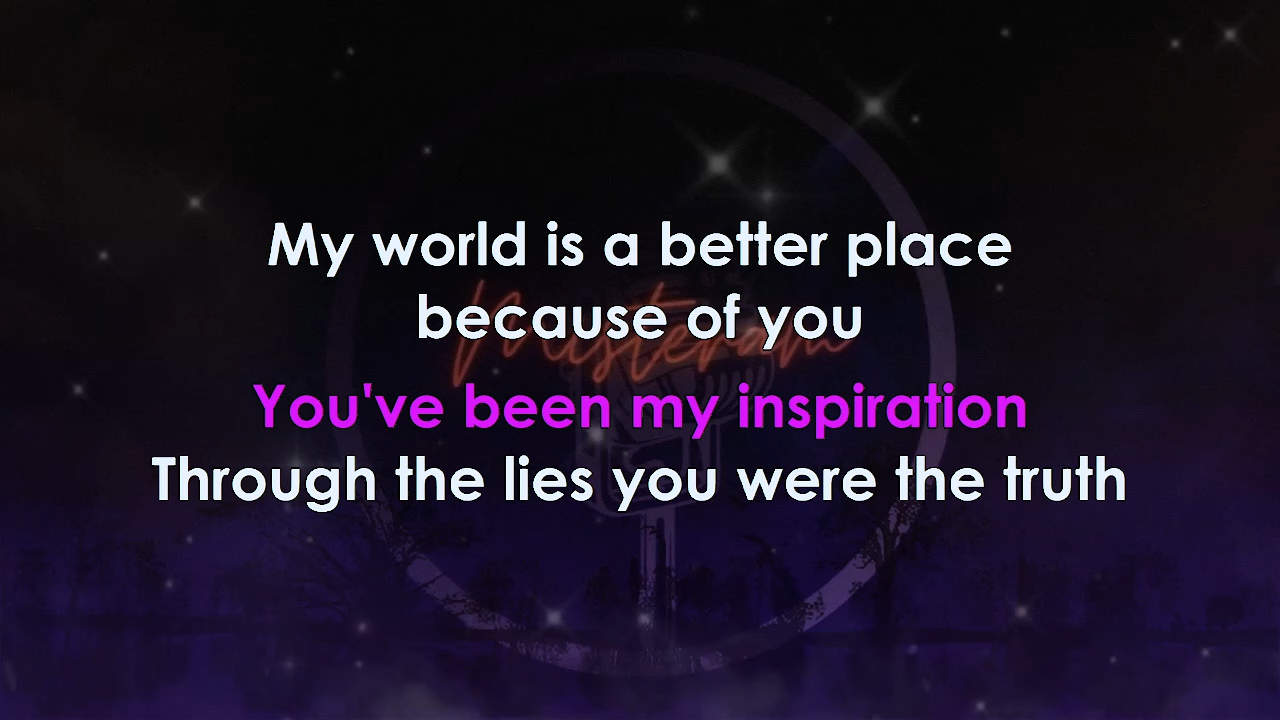 My world is a better place
because of you
Misteram
You've been my inspiration
Through the lies you were the truth